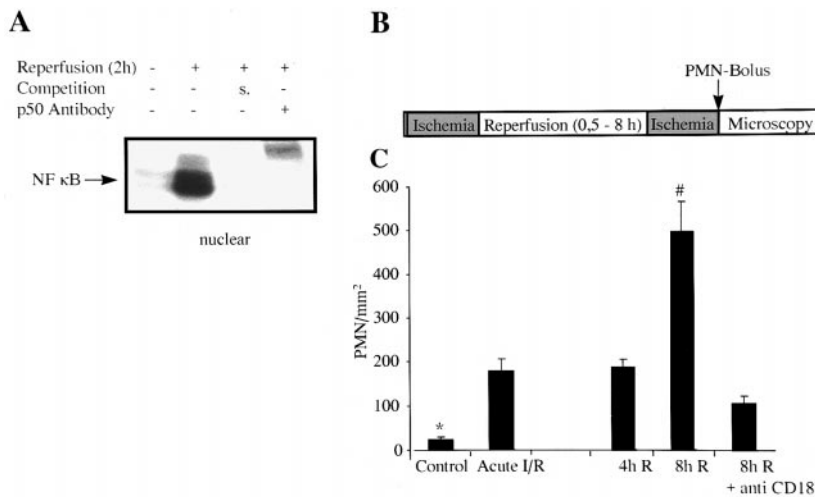 A
Reperfusion (2h) - + + +
Competition - - s. -
p50 Antibody - - - +
NF κB
nuclear
B
PMN-Bolus
Ischemia Reperfusion (0,5 - 8 h) Ischemia Microscopy
C
PMN/mm²
600
500
400
300
200
100
0
*
#
Control Acute I/R 4h R 8h R 8h R
+ anti CD18